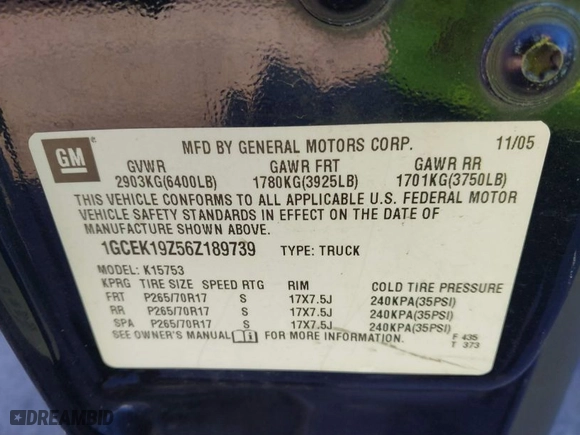 GM
MFD BY GENERAL MOTORS CORP. 11/05
GVWR GAWR FRT GAWR RR
2903KG(6400LB) 1780KG(3925LB) 1701KG(3750LB)
THIS VEHICLE CONFORMS TO ALL APPLICABLE U.S. FEDERAL MOTOR
VEHICLE SAFETY STANDARDS IN EFFECT ON THE DATE OF
MANUFACTURE SHOWN ABOVE.
1GCEK19Z56Z189739 TYPE: TRUCK
MODEL: K15753
KPRG TIRE SIZE SPEED RTG RIM COLD TIRE PRESSURE
FRT P265/70R17 S 17X7.5J 240KPA(35PSI)
RR P265/70R17 S 17X7.5J 240KPA(35PSI)
SPA P265/70R17 S 17X7.5J 240KPA(35PSI)
SEE OWNER'S MANUAL FOR MORE INFORMATION. F 435
T 373
DREAMBID